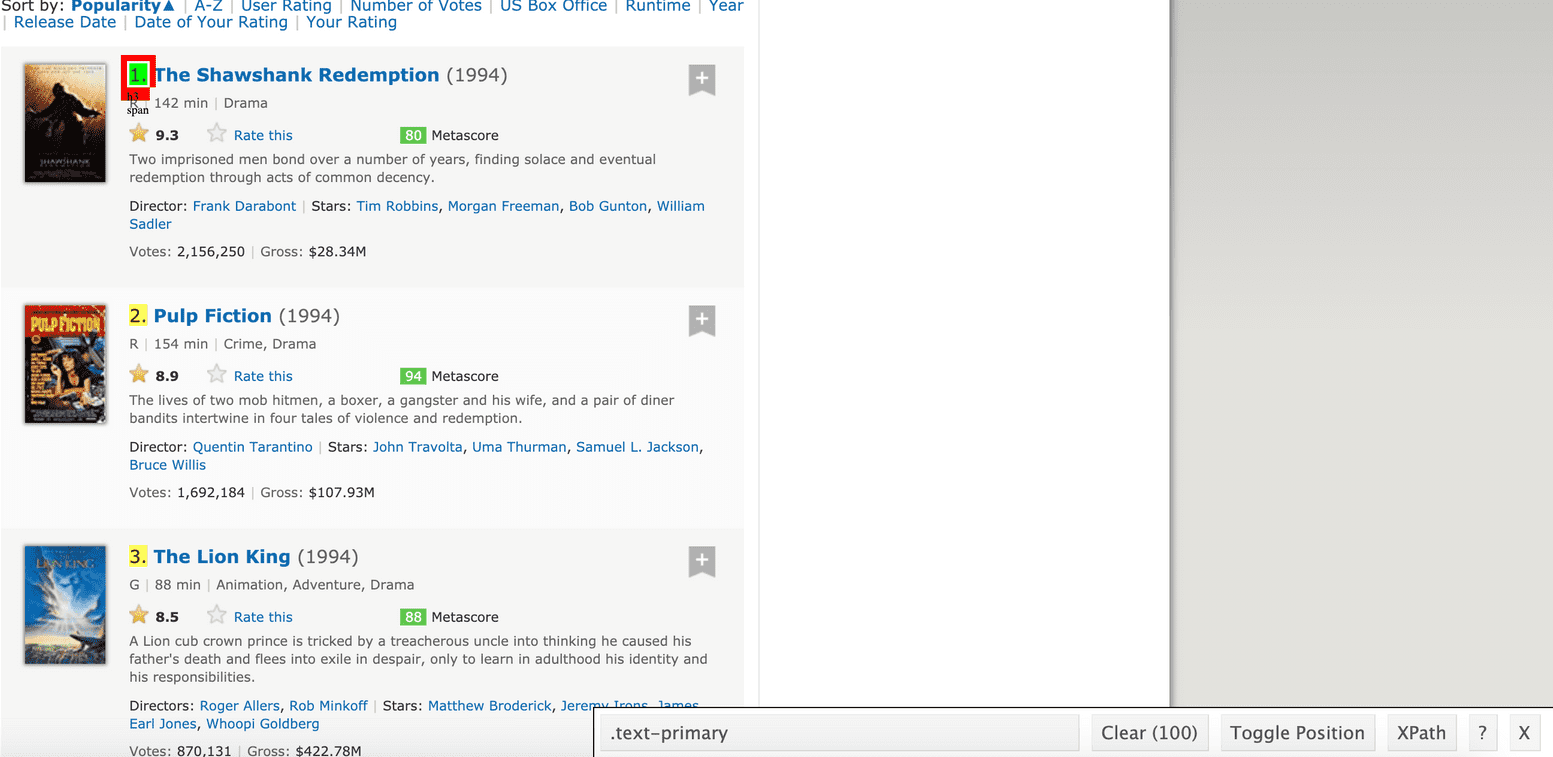 Sort by: Popularity▲ | A-Z | User Rating | Number of Votes | US Box Office | Runtime | Year
| Release Date | Date of Your Rating | Your Rating
1. The Shawshank Redemption (1994)
R | 142 min | Drama
h3
span
9.3 Rate this 80 Metascore
Two imprisoned men bond over a number of years, finding solace and eventual
redemption through acts of common decency.
Director: Frank Darabont | Stars: Tim Robbins, Morgan Freeman, Bob Gunton, William
Sadler
Votes: 2,156,250 | Gross: $28.34M
PULP FICTION
2. Pulp Fiction (1994)
R | 154 min | Crime, Drama
8.9 Rate this 94 Metascore
The lives of two mob hitmen, a boxer, a gangster and his wife, and a pair of diner
bandits intertwine in four tales of violence and redemption.
Director: Quentin Tarantino | Stars: John Travolta, Uma Thurman, Samuel L. Jackson,
Bruce Willis
Votes: 1,692,184 | Gross: $107.93M
LION KING
3. The Lion King (1994)
G | 88 min | Animation, Adventure, Drama
8.5 Rate this 88 Metascore
A Lion cub crown prince is tricked by a treacherous uncle into thinking he caused his
father's death and flees into exile in despair, only to learn in adulthood his identity and
his responsibilities.
Directors: Roger Allers, Rob Minkoff | Stars: Matthew Broderick, Jeremy Irons, James
Earl Jones, Whoopi Goldberg
Votes: 870,131 | Gross: $422.78M
.text-primary Clear (100) Toggle Position XPath ? X